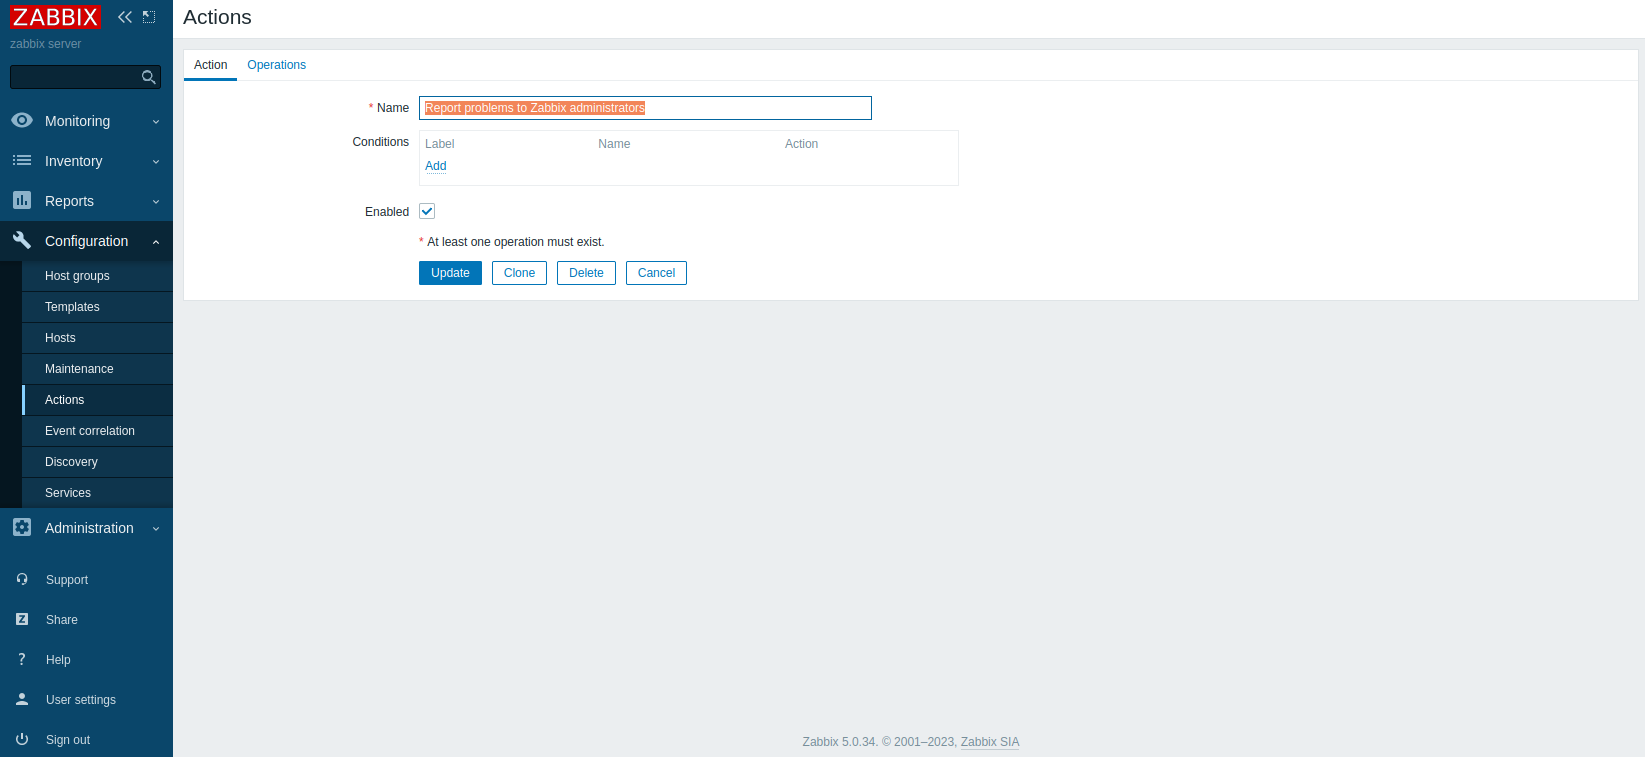 ZABBIX
zabbix server
Monitoring
Inventory
Reports
Configuration
Host groups
Templates
Hosts
Maintenance
Actions
Event correlation
Discovery
Services
Administration
Support
Share
Help
User settings
Sign out
Actions
Action Operations
* Name Report problems to Zabbix administrators
Conditions Label Name Action
Add
Enabled
* At least one operation must exist.
Update Clone Delete Cancel
Zabbix 5.0.34. © 2001–2023, Zabbix SIA